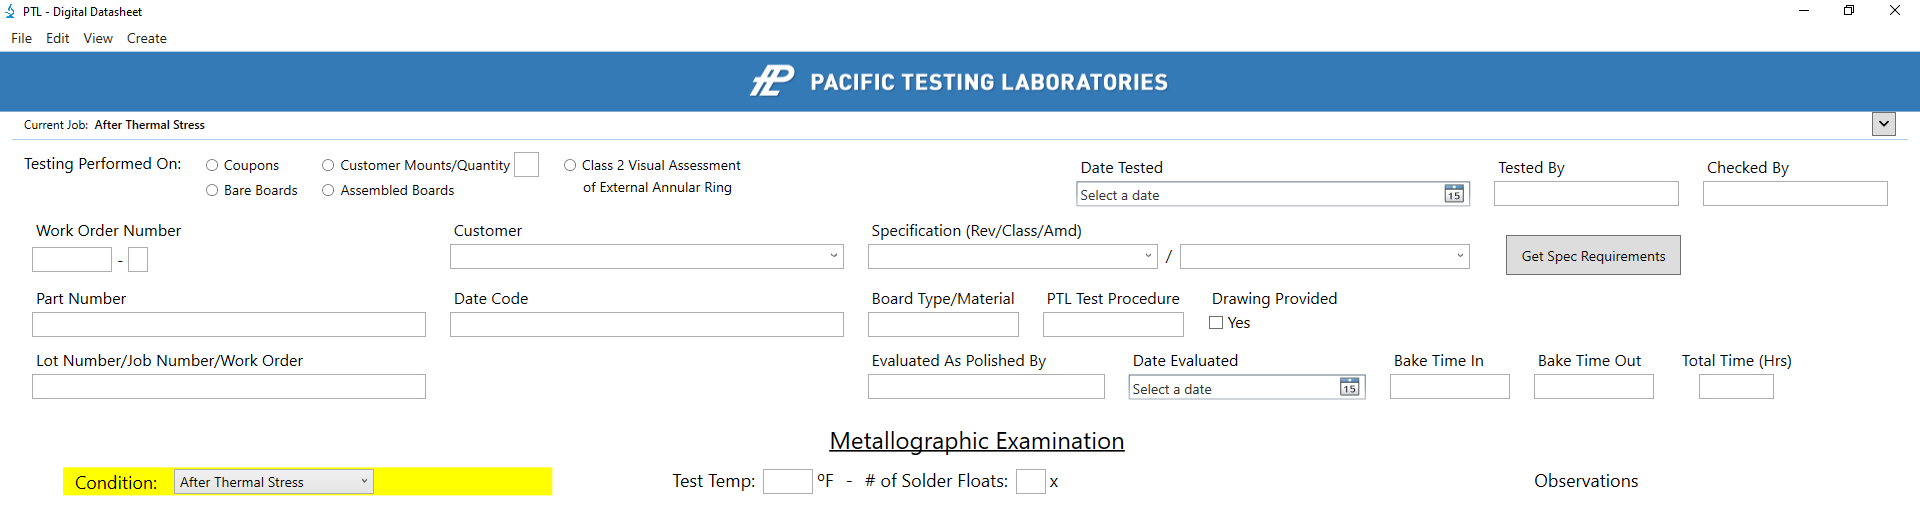 PTL - Digital Datasheet
File Edit View Create
PACIFIC TESTING LABORATORIES
Current Job: After Thermal Stress
Testing Performed On: Coupons Customer Mounts/Quantity Class 2 Visual Assessment
Bare Boards Assembled Boards of External Annular Ring
Date Tested Tested By Checked By
Select a date 15
Work Order Number Customer Specification (Rev/Class/Amd)
- / Get Spec Requirements
Part Number Date Code Board Type/Material PTL Test Procedure Drawing Provided
Yes
Lot Number/Job Number/Work Order Evaluated As Polished By Date Evaluated Bake Time In Bake Time Out Total Time (Hrs)
Select a date 15
Metallographic Examination
Condition: After Thermal Stress Test Temp: ºF - # of Solder Floats: x Observations